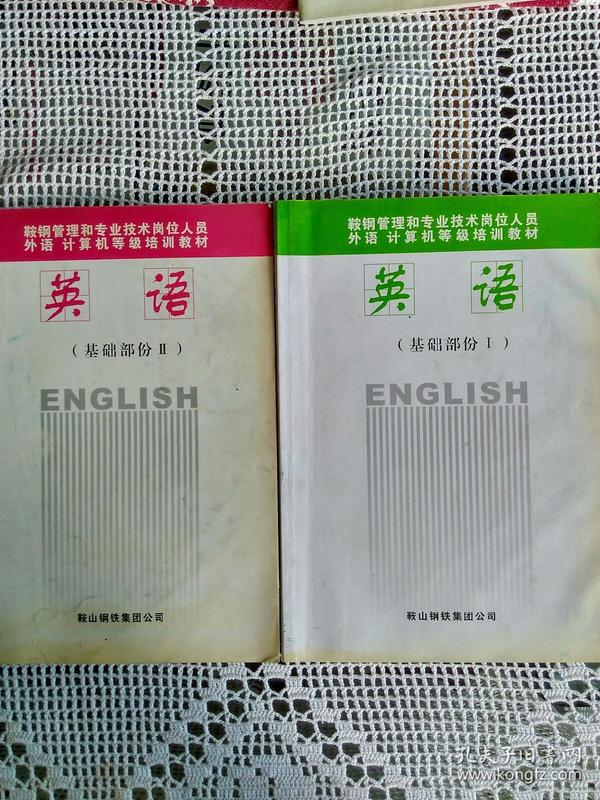 鞍钢管理和专业技术岗位人员
外语 计算机等级培训教材
英 语
（基础部份Ⅱ）
ENGLISH
鞍山钢铁集团公司
鞍钢管理和专业技术岗位人员
外语 计算机等级培训教材
英 语
（基础部份Ⅰ）
ENGLISH
鞍山钢铁集团公司
孔夫子旧书网
www.kongfz.com